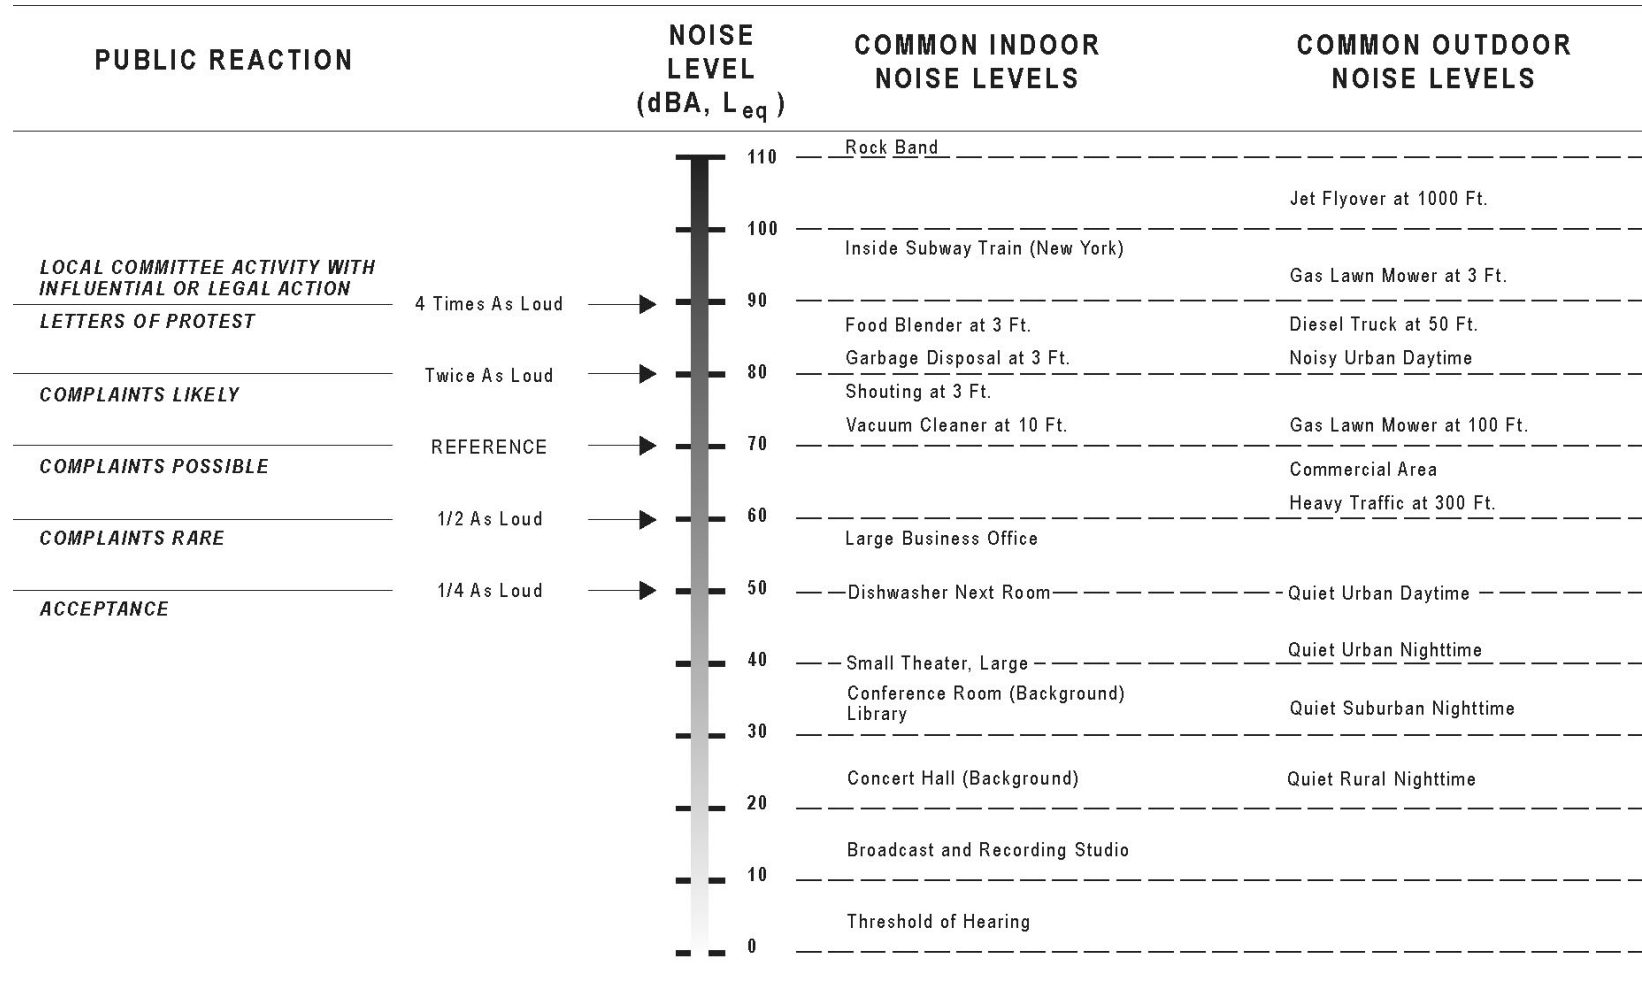 PUBLIC REACTION
NOISE
LEVEL
(dBA, Leq )
COMMON INDOOR
NOISE LEVELS
COMMON OUTDOOR
NOISE LEVELS
110
Rock Band
Jet Flyover at 1000 Ft.
100
Inside Subway Train (New York)
LOCAL COMMITTEE ACTIVITY WITH
INFLUENTIAL OR LEGAL ACTION
Gas Lawn Mower at 3 Ft.
4 Times As Loud
90
LETTERS OF PROTEST
Food Blender at 3 Ft.
Diesel Truck at 50 Ft.
Garbage Disposal at 3 Ft.
Noisy Urban Daytime
Twice As Loud
80
COMPLAINTS LIKELY
Shouting at 3 Ft.
Vacuum Cleaner at 10 Ft.
Gas Lawn Mower at 100 Ft.
REFERENCE
70
COMPLAINTS POSSIBLE
Commercial Area
Heavy Traffic at 300 Ft.
1/2 As Loud
60
COMPLAINTS RARE
Large Business Office
1/4 As Loud
50
Dishwasher Next Room
Quiet Urban Daytime
ACCEPTANCE
Quiet Urban Nighttime
40
Small Theater, Large
Conference Room (Background)
Library
Quiet Suburban Nighttime
30
Concert Hall (Background)
Quiet Rural Nighttime
20
Broadcast and Recording Studio
10
Threshold of Hearing
0